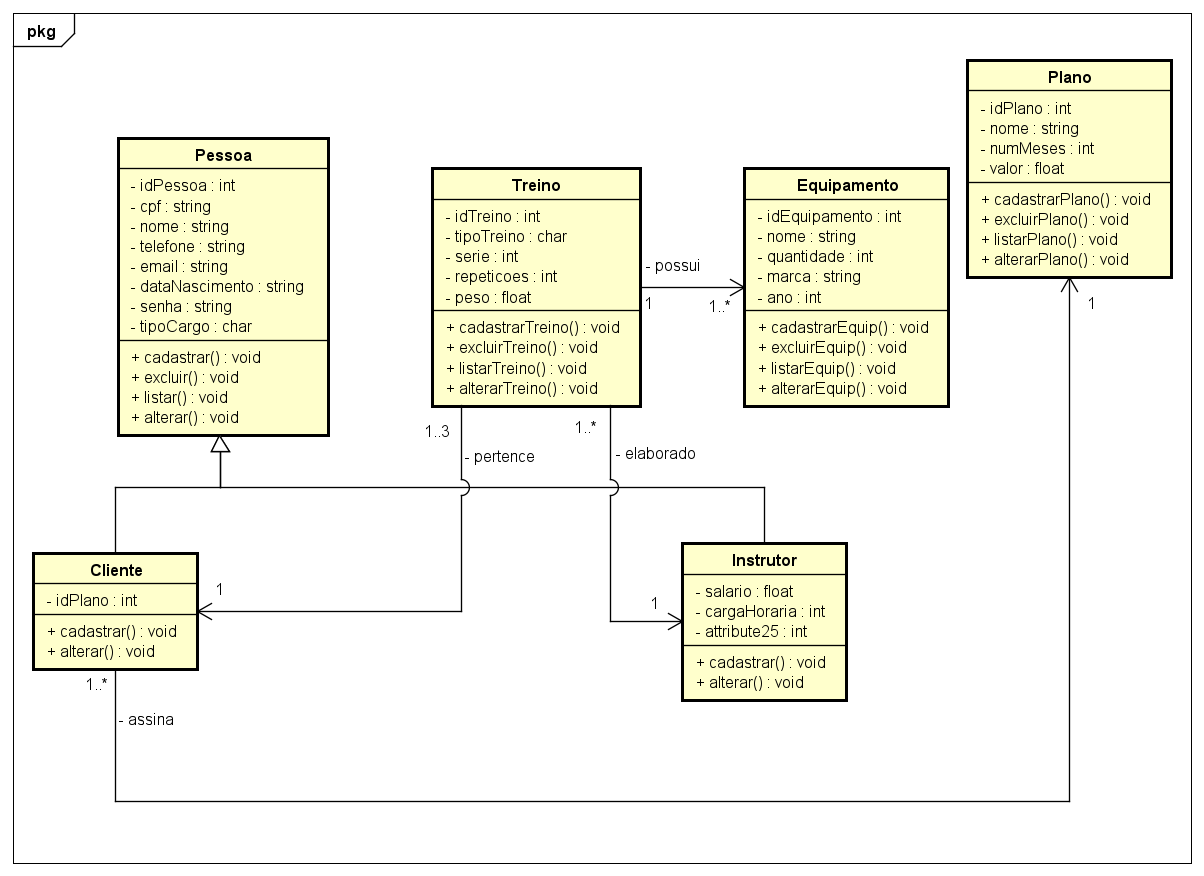 pkg
Plano
- idPlano : int
- nome : string
- numMeses : int
- valor : float
+ cadastrarPlano() : void
+ excluirPlano() : void
+ listarPlano() : void
+ alterarPlano() : void
Pessoa
- idPessoa : int
- cpf : string
- nome : string
- telefone : string
- email : string
- dataNascimento : string
- senha : string
- tipoCargo : char
+ cadastrar() : void
+ excluir() : void
+ listar() : void
+ alterar() : void
Treino
- idTreino : int
- tipoTreino : char
- serie : int
- repeticoes : int
- peso : float
+ cadastrarTreino() : void
+ excluirTreino() : void
+ listarTreino() : void
+ alterarTreino() : void
- possui
1
1..*
Equipamento
- idEquipamento : int
- nome : string
- quantidade : int
- marca : string
- ano : int
+ cadastrarEquip() : void
+ excluirEquip() : void
+ listarEquip() : void
+ alterarEquip() : void
1
1..3
- pertence
1..*
- elaborado
Cliente
- idPlano : int
+ cadastrar() : void
+ alterar() : void
1
1
Instrutor
- salario : float
- cargaHoraria : int
- attribute25 : int
+ cadastrar() : void
+ alterar() : void
1..*
- assina